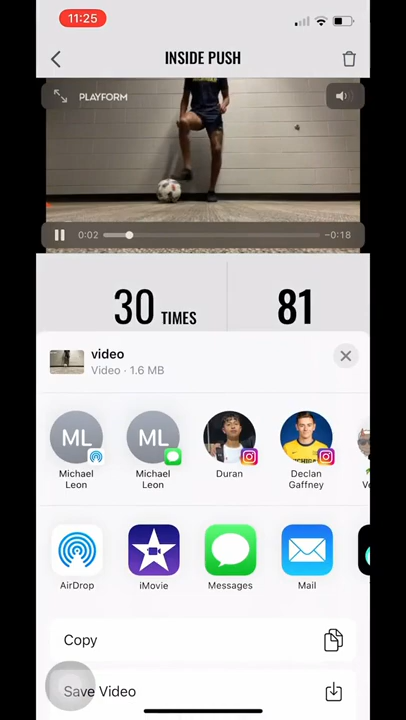 11:25
INSIDE PUSH
PLAYFORM
0:02
-0:18
30 TIMES
81
video
Video · 1.6 MB
ML
ML
Michael
Leon
Michael
Leon
Duran
Declan
Gaffney
AirDrop
iMovie
Messages
Mail
Copy
Save Video